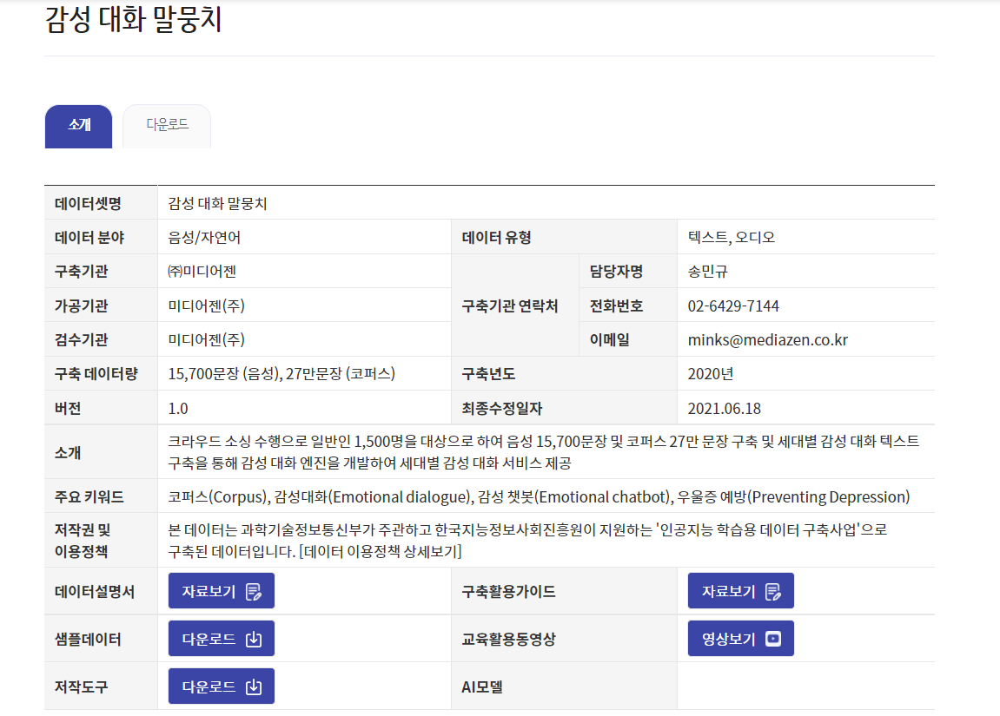 감성 대화 말뭉치
소개
다운로드
데이터셋명
감성 대화 말뭉치
데이터 분야
음성/자연어
데이터 유형
텍스트, 오디오
구축기관
㈜미디어젠
구축기관 연락처
담당자명
송민규
가공기관
미디어젠(주)
전화번호
02-6429-7144
검수기관
미디어젠(주)
이메일
minks@mediazen.co.kr
구축 데이터량
15,700문장 (음성), 27만문장 (코퍼스)
구축년도
2020년
버전
1.0
최종수정일자
2021.06.18
소개
크라우드 소싱 수행으로 일반인 1,500명을 대상으로 하여 음성 15,700문장 및 코퍼스 27만 문장 구축 및 세대별 감성 대화 텍스트
구축을 통해 감성 대화 엔진을 개발하여 세대별 감성 대화 서비스 제공
주요 키워드
코퍼스(Corpus), 감성대화(Emotional dialogue), 감성 챗봇(Emotional chatbot), 우울증 예방(Preventing Depression)
저작권 및
이용정책
본 데이터는 과학기술정보통신부가 주관하고 한국지능정보사회진흥원이 지원하는 '인공지능 학습용 데이터 구축사업'으로
구축된 데이터입니다. [데이터 이용정책 상세보기]
데이터설명서
자료보기
구축활용가이드
자료보기
샘플데이터
다운로드
교육활용동영상
영상보기
저작도구
다운로드
AI모델